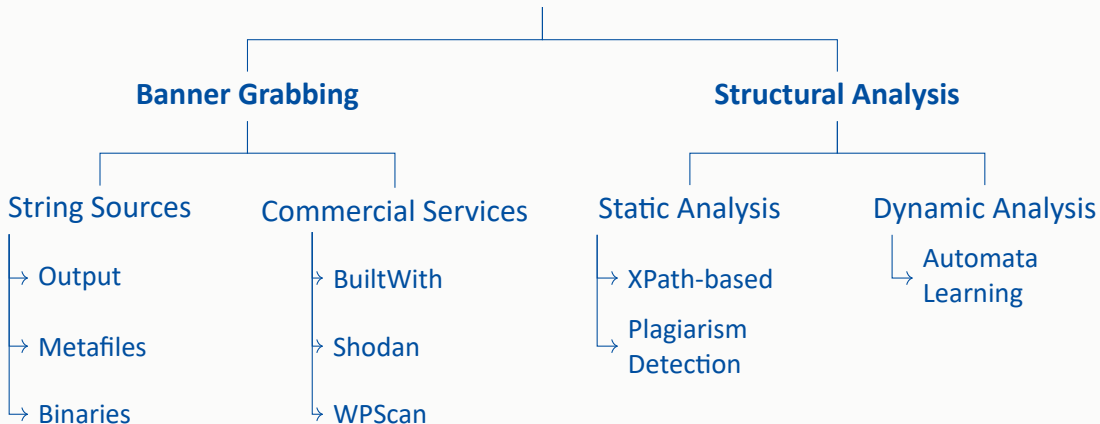 Banner Grabbing
Structural Analysis
String Sources
Commercial Services
Static Analysis
Dynamic Analysis
Output
Metafiles
Binaries
BuiltWith
Shodan
WPScan
XPath-based
Plagiarism
Detection
Automata
Learning